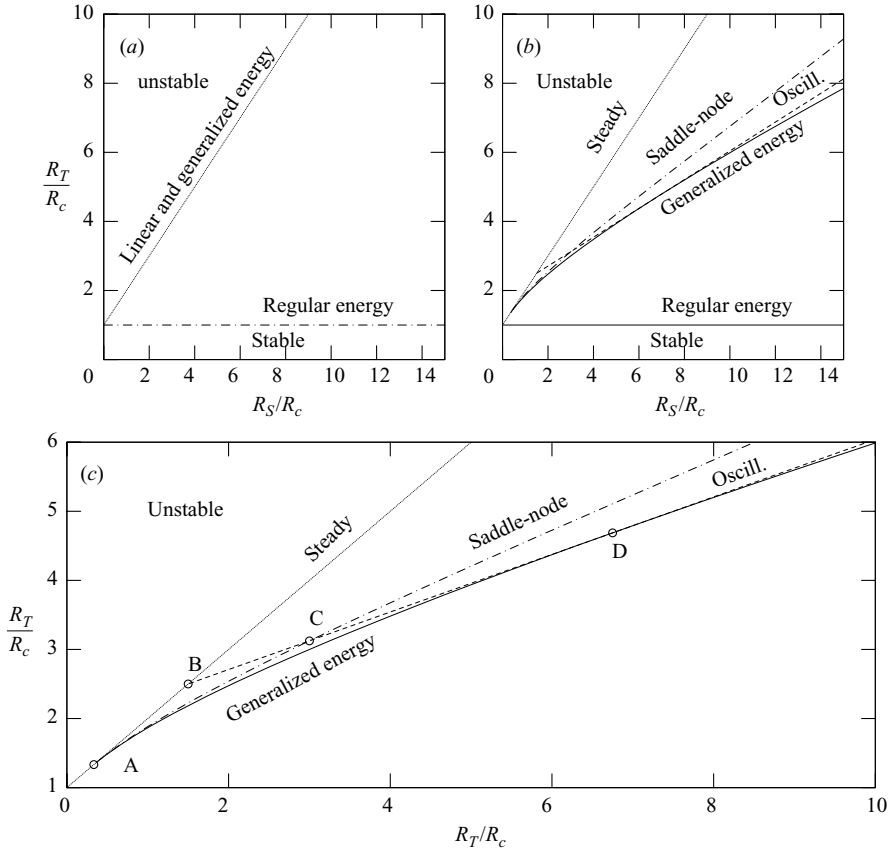 10
(a)
unstable
8
6
4
2
Linear and generalized energy
Regular energy
Stable
R_T
R_c
0
2
4
6
8
10
12
14
R_S/R_c
10
(b)
Unstable
8
6
4
2
Steady
Saddle-node
Oscill.
Generalized energy
Regular energy
Stable
0
2
4
6
8
10
12
14
R_S/R_c
6
(c)
Unstable
5
4
3
2
1
Steady
Saddle-node
Oscill.
Generalized energy
A
B
C
D
R_T
R_c
0
2
4
6
8
10
R_T/R_c